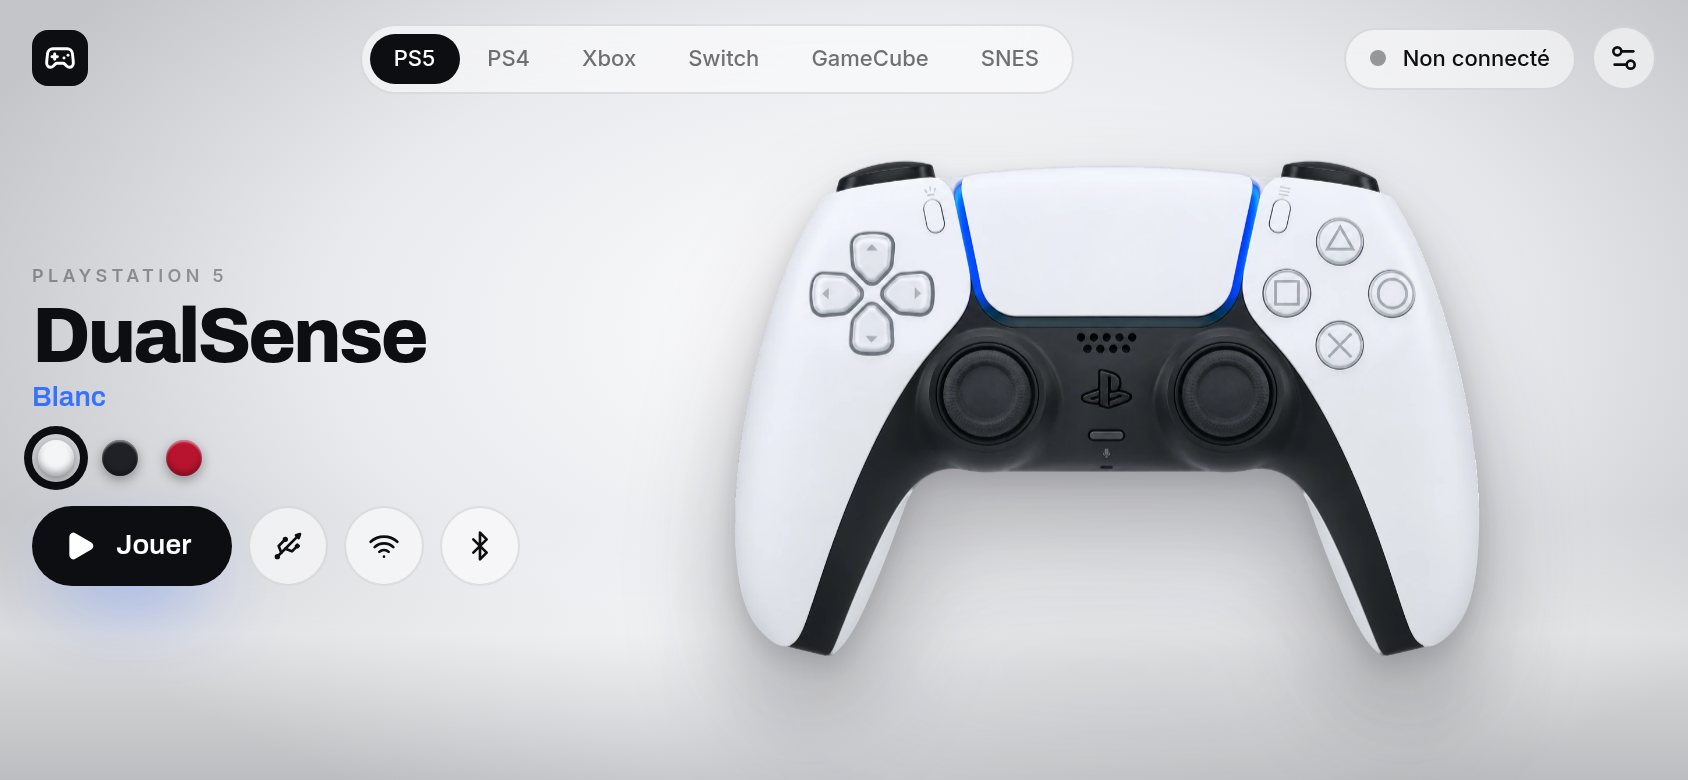 PS5 PS4 Xbox Switch GameCube SNES
Non connecté
PLAYSTATION 5
DualSense
Blanc
Jouer